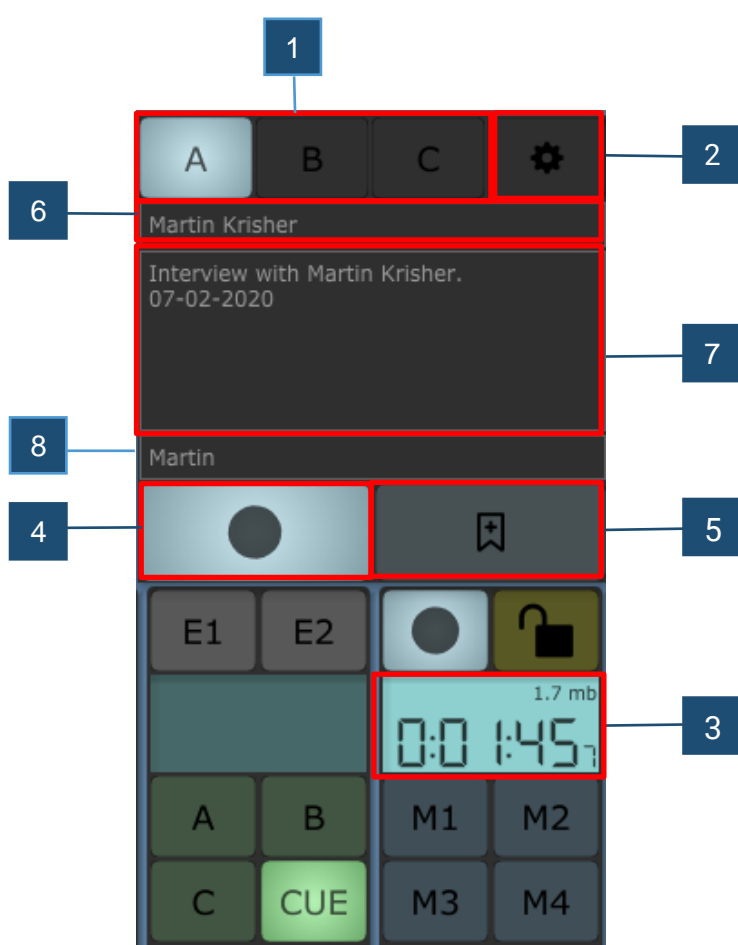 1
A B C
2
6
Martin Krisher
Interview with Martin Krisher.
07-02-2020
7
8
Martin
4
5
E1 E2
1.7 mb
0:01:457
3
A B M1 M2
C CUE M3 M4